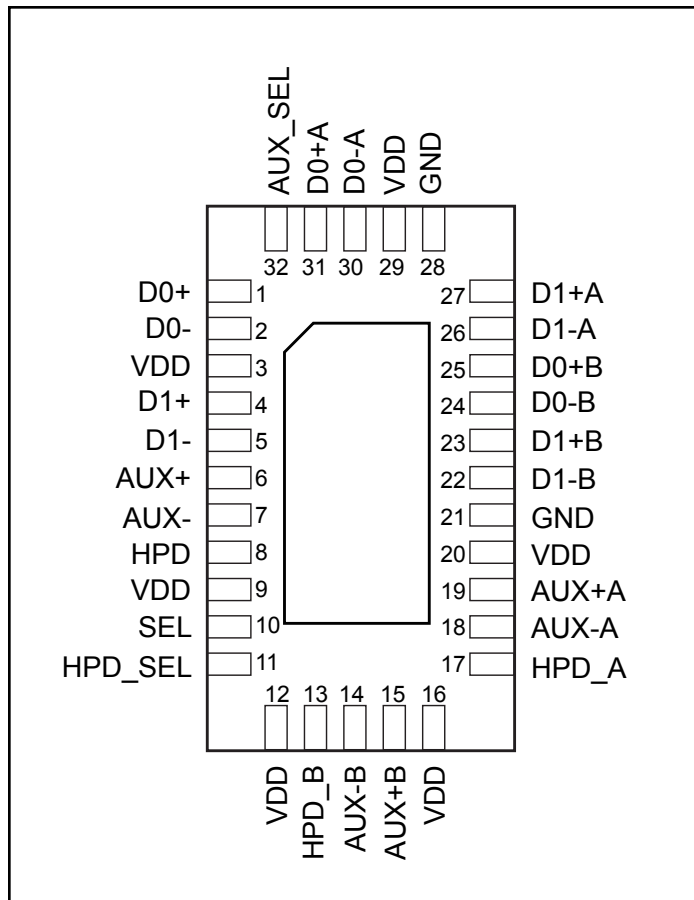 AUX_SEL D0+A D0-A VDD GND
32 31 30 29 28
D0+ 1 27 D1+A
D0- 2 26 D1-A
VDD 3 25 D0+B
D1+ 4 24 D0-B
D1- 5 23 D1+B
AUX+ 6 22 D1-B
AUX- 7 21 GND
HPD 8 20 VDD
VDD 9 19 AUX+A
SEL 10 18 AUX-A
HPD_SEL 11 17 HPD_A
12 13 14 15 16
VDD HPD_B AUX-B AUX+B VDD